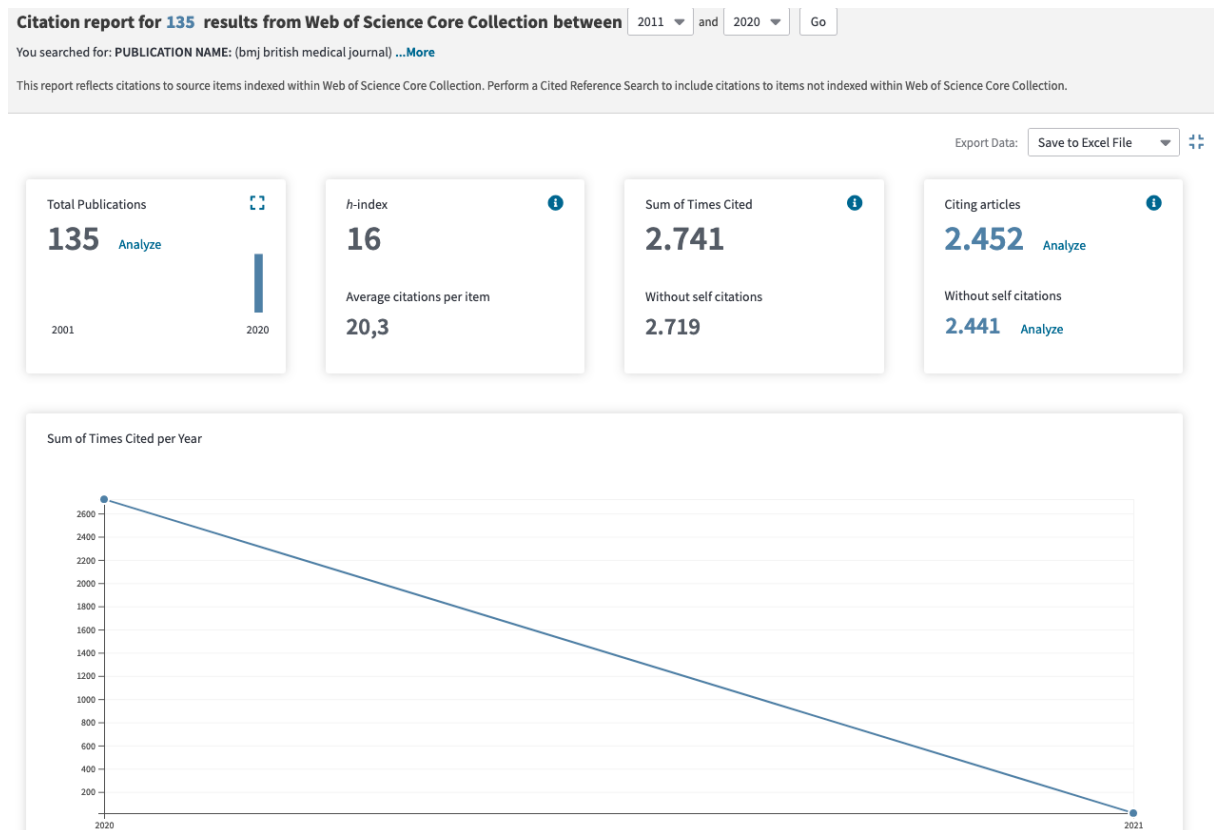 Citation report for 135 results from Web of Science Core Collection between 2011 and 2020 Go
You searched for: PUBLICATION NAME: (bmj british medical journal) ...More
This report reflects citations to source items indexed within Web of Science Core Collection. Perform a Cited Reference Search to include citations to items not indexed within Web of Science Core Collection.
Export Data: Save to Excel File
Total Publications
135 Analyze
2001 2020
h-index
16
Average citations per item
20,3
Sum of Times Cited
2.741
Without self citations
2.719
Citing articles
2.452 Analyze
Without self citations
2.441 Analyze
Sum of Times Cited per Year
2600
2400
2200
2000
1800
1600
1400
1200
1000
800
600
400
200
2020 2021